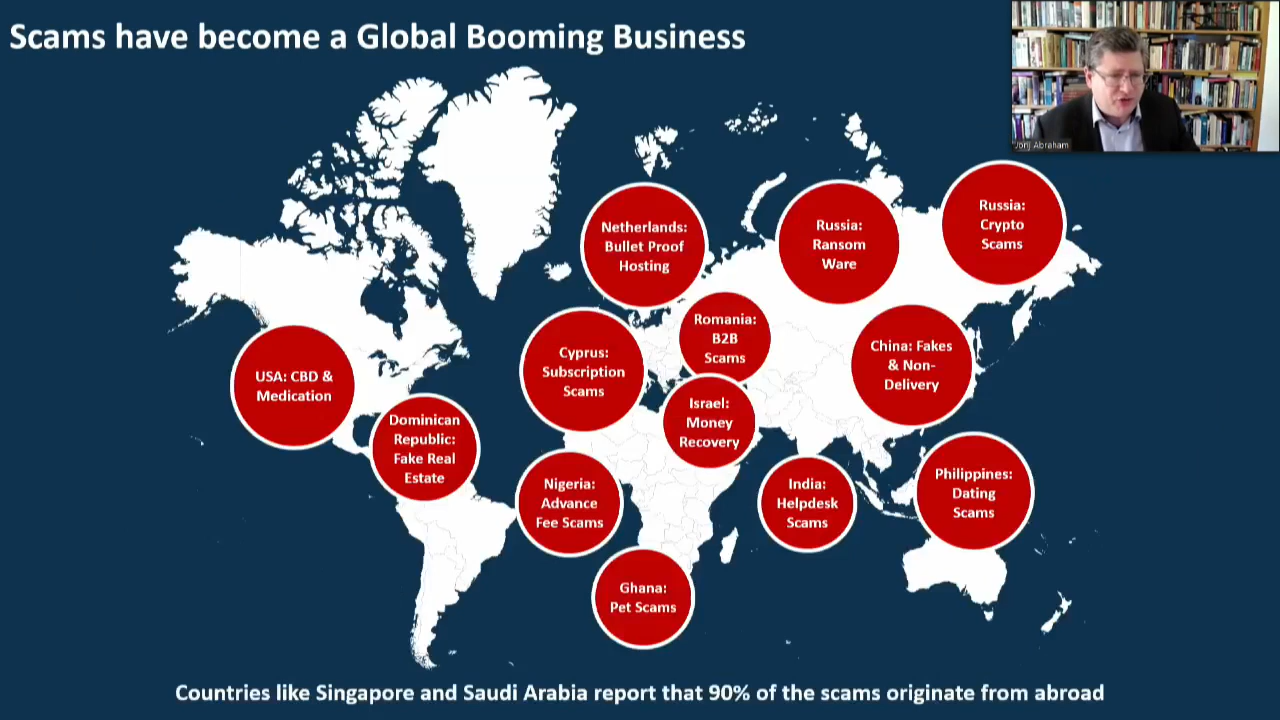 Scams have become a Global Booming Business
Jorij Abraham
Netherlands:
Bullet Proof
Hosting
Russia:
Ransom
Ware
Russia:
Crypto
Scams
Romania:
B2B
Scams
Cyprus:
Subscription
Scams
China: Fakes
& Non-
Delivery
USA: CBD &
Medication
Dominican
Republic:
Fake Real
Estate
Israel:
Money
Recovery
Nigeria:
Advance
Fee Scams
India:
Helpdesk
Scams
Philippines:
Dating
Scams
Ghana:
Pet Scams
Countries like Singapore and Saudi Arabia report that 90% of the scams originate from abroad